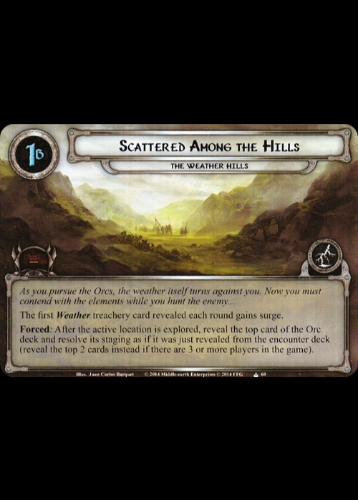 1B
SCATTERED AMONG THE HILLS
THE WEATHER HILLS
As you pursue the Orcs, the weather itself turns against you. Now you must
contend with the elements while you hunt the enemy...
The first Weather treachery card revealed each round gains surge.
Forced: After the active location is explored, reveal the top card of the Orc
deck and resolve its staging as if it was just revealed from the encounter deck
(reveal the top 2 cards instead if there are 3 or more players in the game).
Illus. Juan Carlos Barquet © 2014 Middle-earth Enterprises © 2014 FFG 60